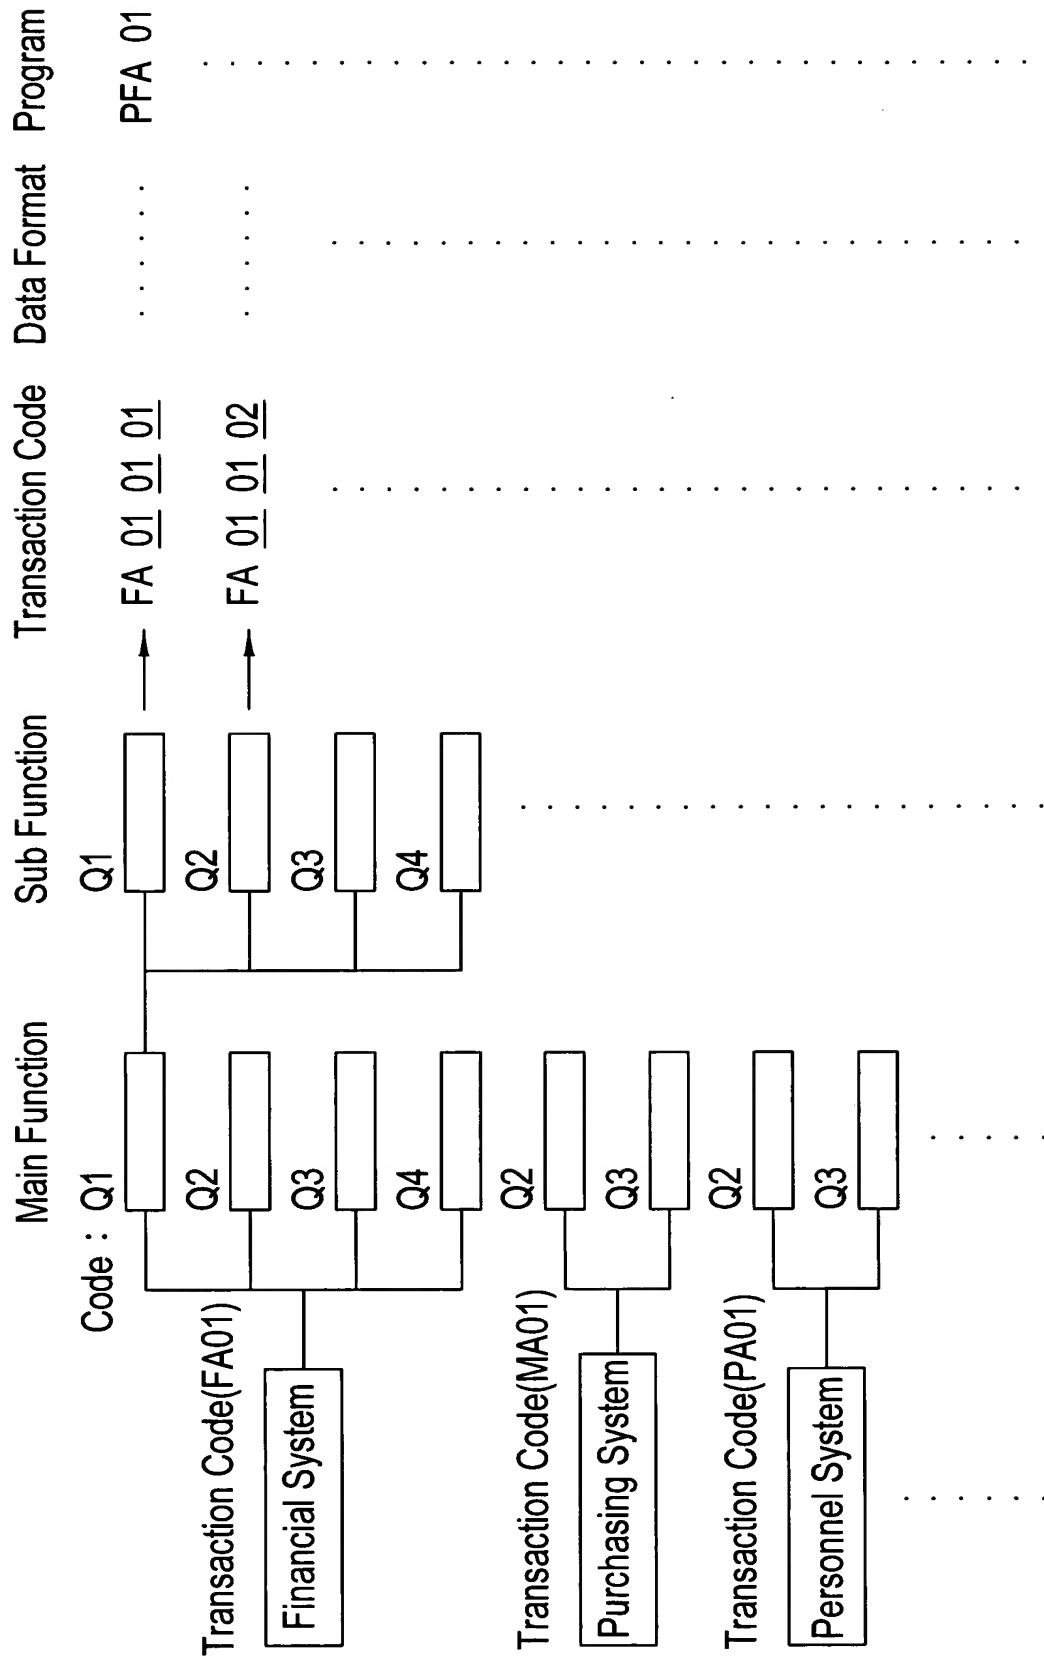 Main Function Sub Function Transaction Code Data Format Program
Code : Q1 Q1
FA 01 01 01 PFA 01
Transaction Code(FA01)
Q2 Q2
FA 01 01 02
Financial System
Q3 Q3
Q4 Q4
Transaction Code(MA01)
Q2
Purchasing System
Q3
Transaction Code(PA01)
Q2
Personnel System
Q3